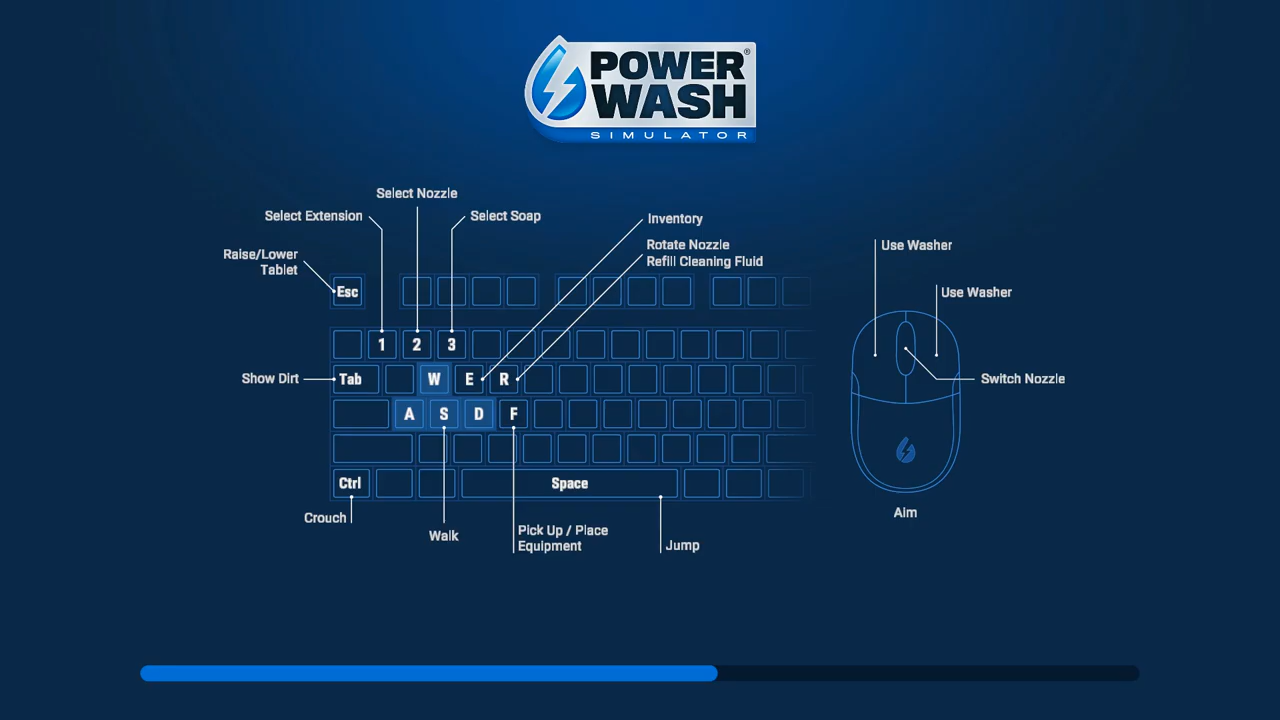 POWER®
WASH
SIMULATOR
Select Nozzle
Select Extension
Select Soap
Inventory
Raise/Lower
Tablet
Rotate Nozzle
Refill Cleaning Fluid
Use Washer
Use Washer
Esc
1 2 3
Show Dirt
Tab W E R
Switch Nozzle
A S D F
Ctrl Space
Crouch
Walk
Pick Up / Place
Equipment
Jump
Aim